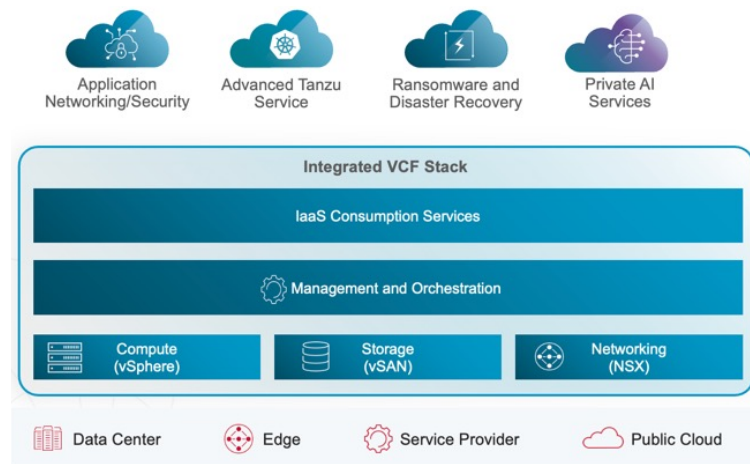 Application
Networking/Security
Advanced Tanzu
Service
Ransomware and
Disaster Recovery
Private AI
Services
Integrated VCF Stack
IaaS Consumption Services
Management and Orchestration
Compute
(vSphere)
Storage
(vSAN)
Networking
(NSX)
Data Center
Edge
Service Provider
Public Cloud